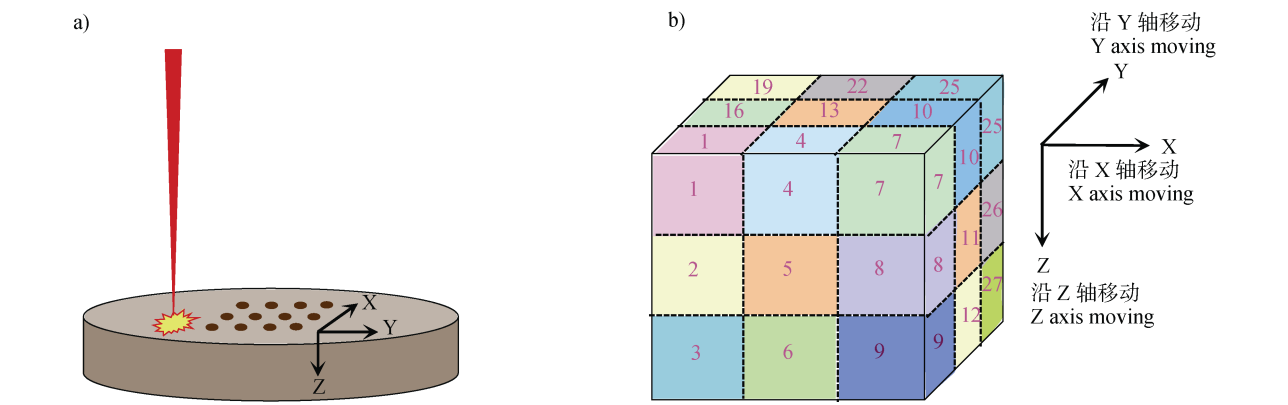 a)
X
Y
Z
b)
19 22 25
16 13 10
1 4 7
1 4 7
2 5 8
3 6 9
7 10 25
8 11 26
9 12 27
沿 Y 轴移动
Y axis moving
Y
X
沿 X 轴移动
X axis moving
Z
沿 Z 轴移动
Z axis moving